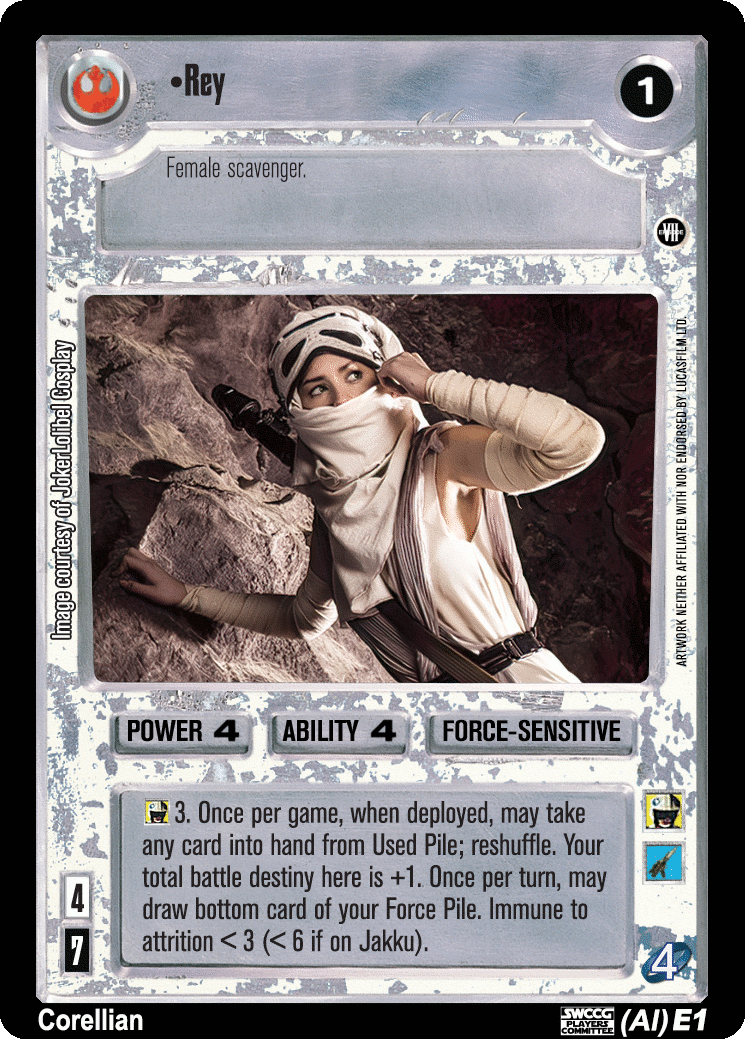 •Rey
1
Female scavenger.
EPISODE
VII
Image courtesy of JokerLolibel Cosplay
ARTWORK NEITHER AFFILIATED WITH NOR ENDORSED BY LUCASFILM LTD.
POWER 4
ABILITY 4
FORCE-SENSITIVE
3. Once per game, when deployed, may take
any card into hand from Used Pile; reshuffle. Your
total battle destiny here is +1. Once per turn, may
draw bottom card of your Force Pile. Immune to
attrition < 3 (< 6 if on Jakku).
4
7
4
Corellian
SWCCG
PLAYERS
COMMITTEE
(AI) E1